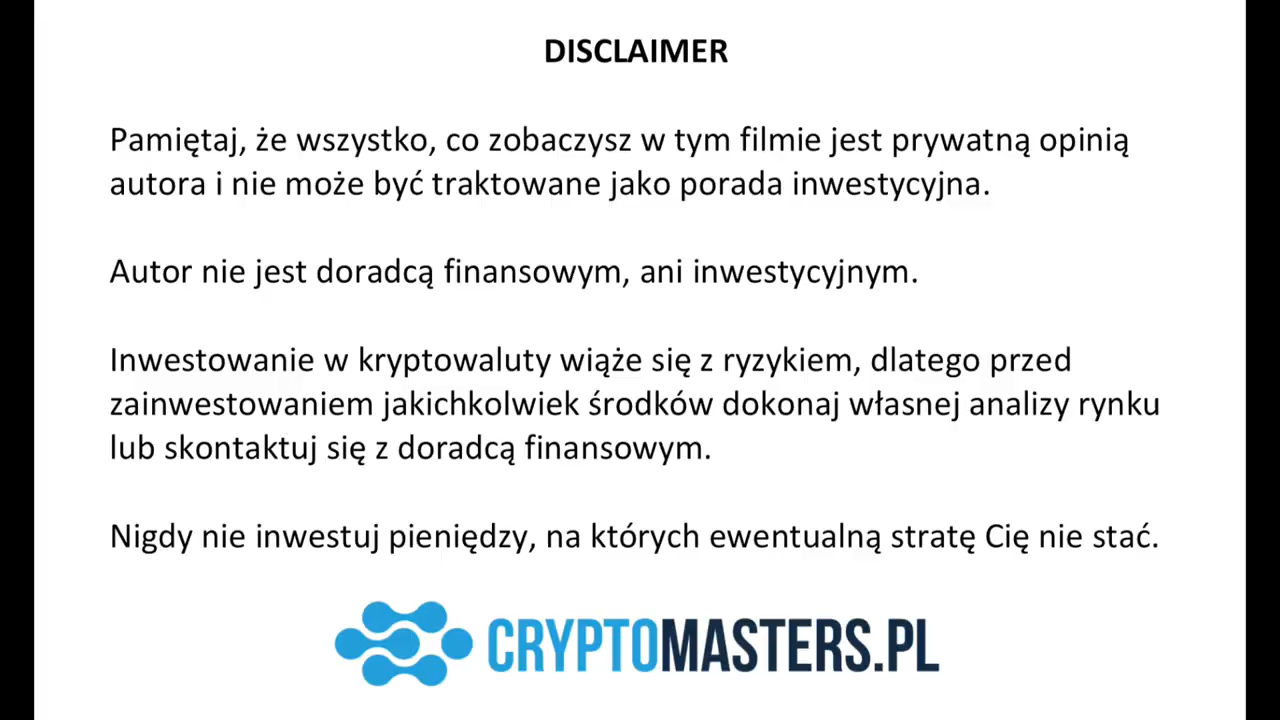 DISCLAIMER
Pamiętaj, że wszystko, co zobaczysz w tym filmie jest prywatną opinią
autora i nie może być traktowane jako porada inwestycyjna.
Autor nie jest doradcą finansowym, ani inwestycyjnym.
Inwestowanie w kryptowaluty wiąże się z ryzykiem, dlatego przed
zainwestowaniem jakichkolwiek środków dokonaj własnej analizy rynku
lub skontaktuj się z doradcą finansowym.
Nigdy nie inwestuj pieniędzy, na których ewentualną stratę Cię nie stać.
CRYPTOMASTERS.PL